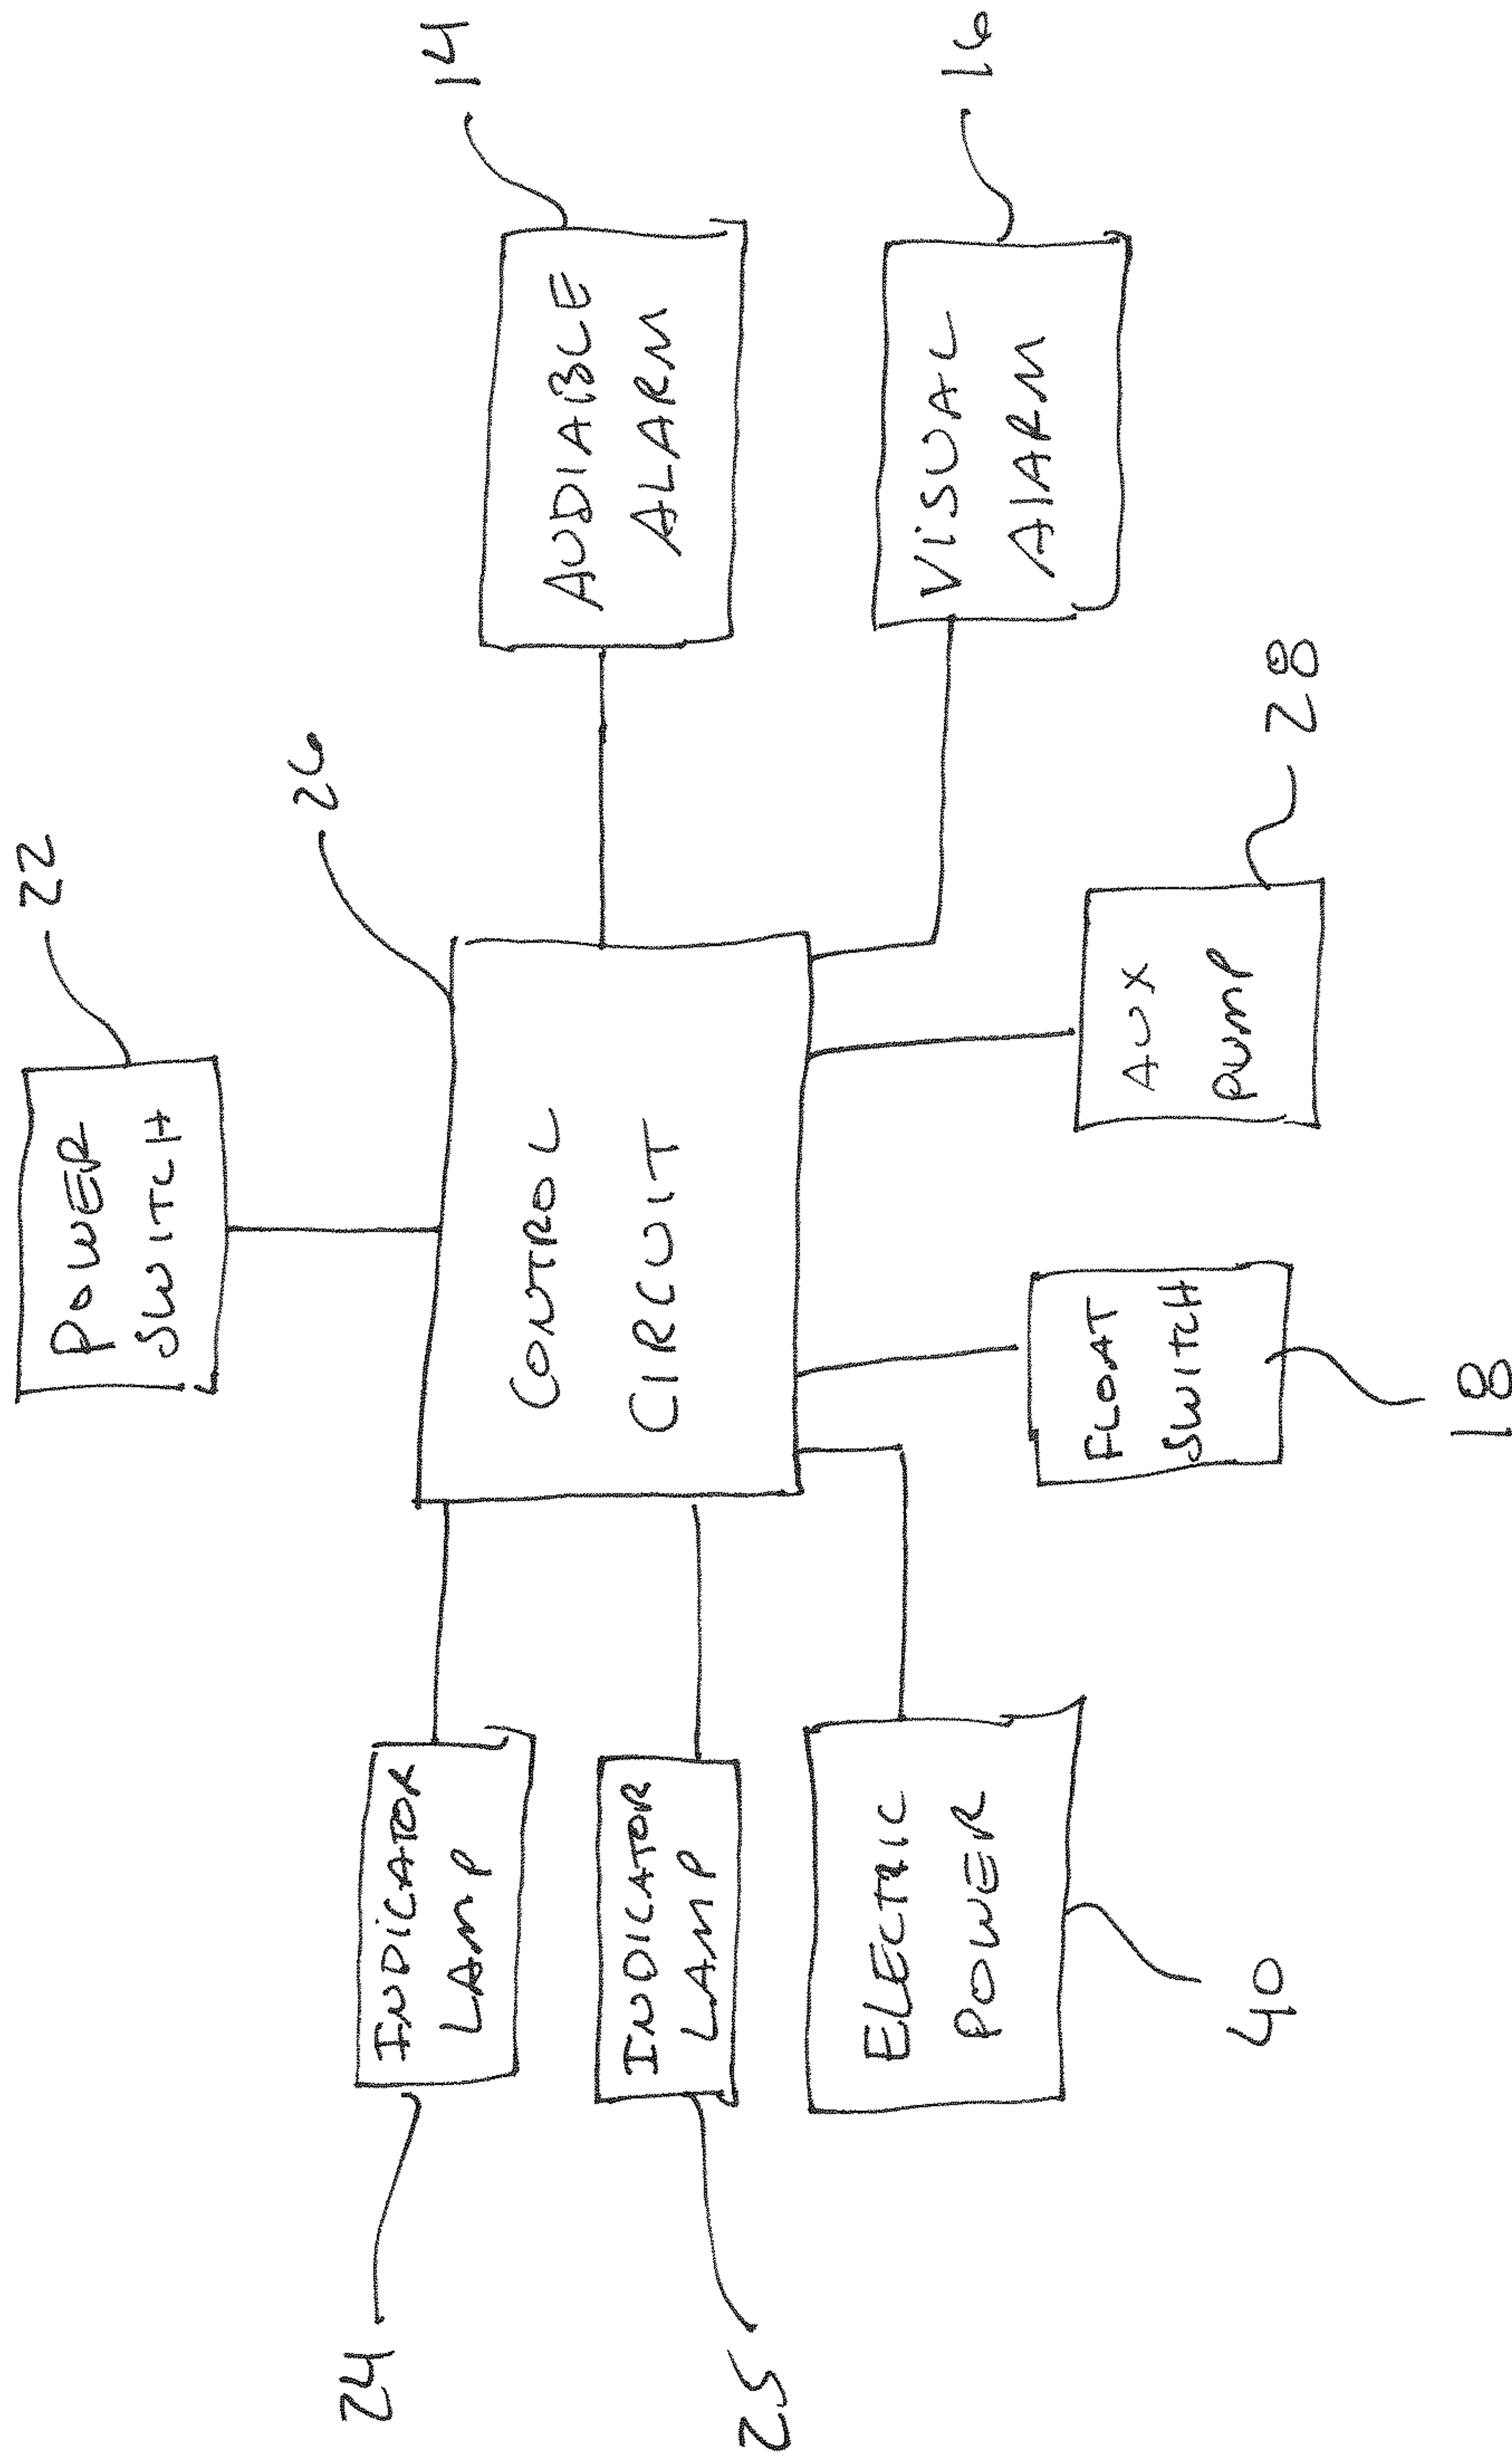 22
POWER
SWITCH
26
24
INDiCATOR
LAmP
14
AUDIABLE
ALARM
CONTROL
CIRCUIT
25
INDICATOR
LAMP
16
ViSUAL
AlARM
ELECTRIC
POWER
40
FLOAT
SWITCH
18
AUX
PUmP
28